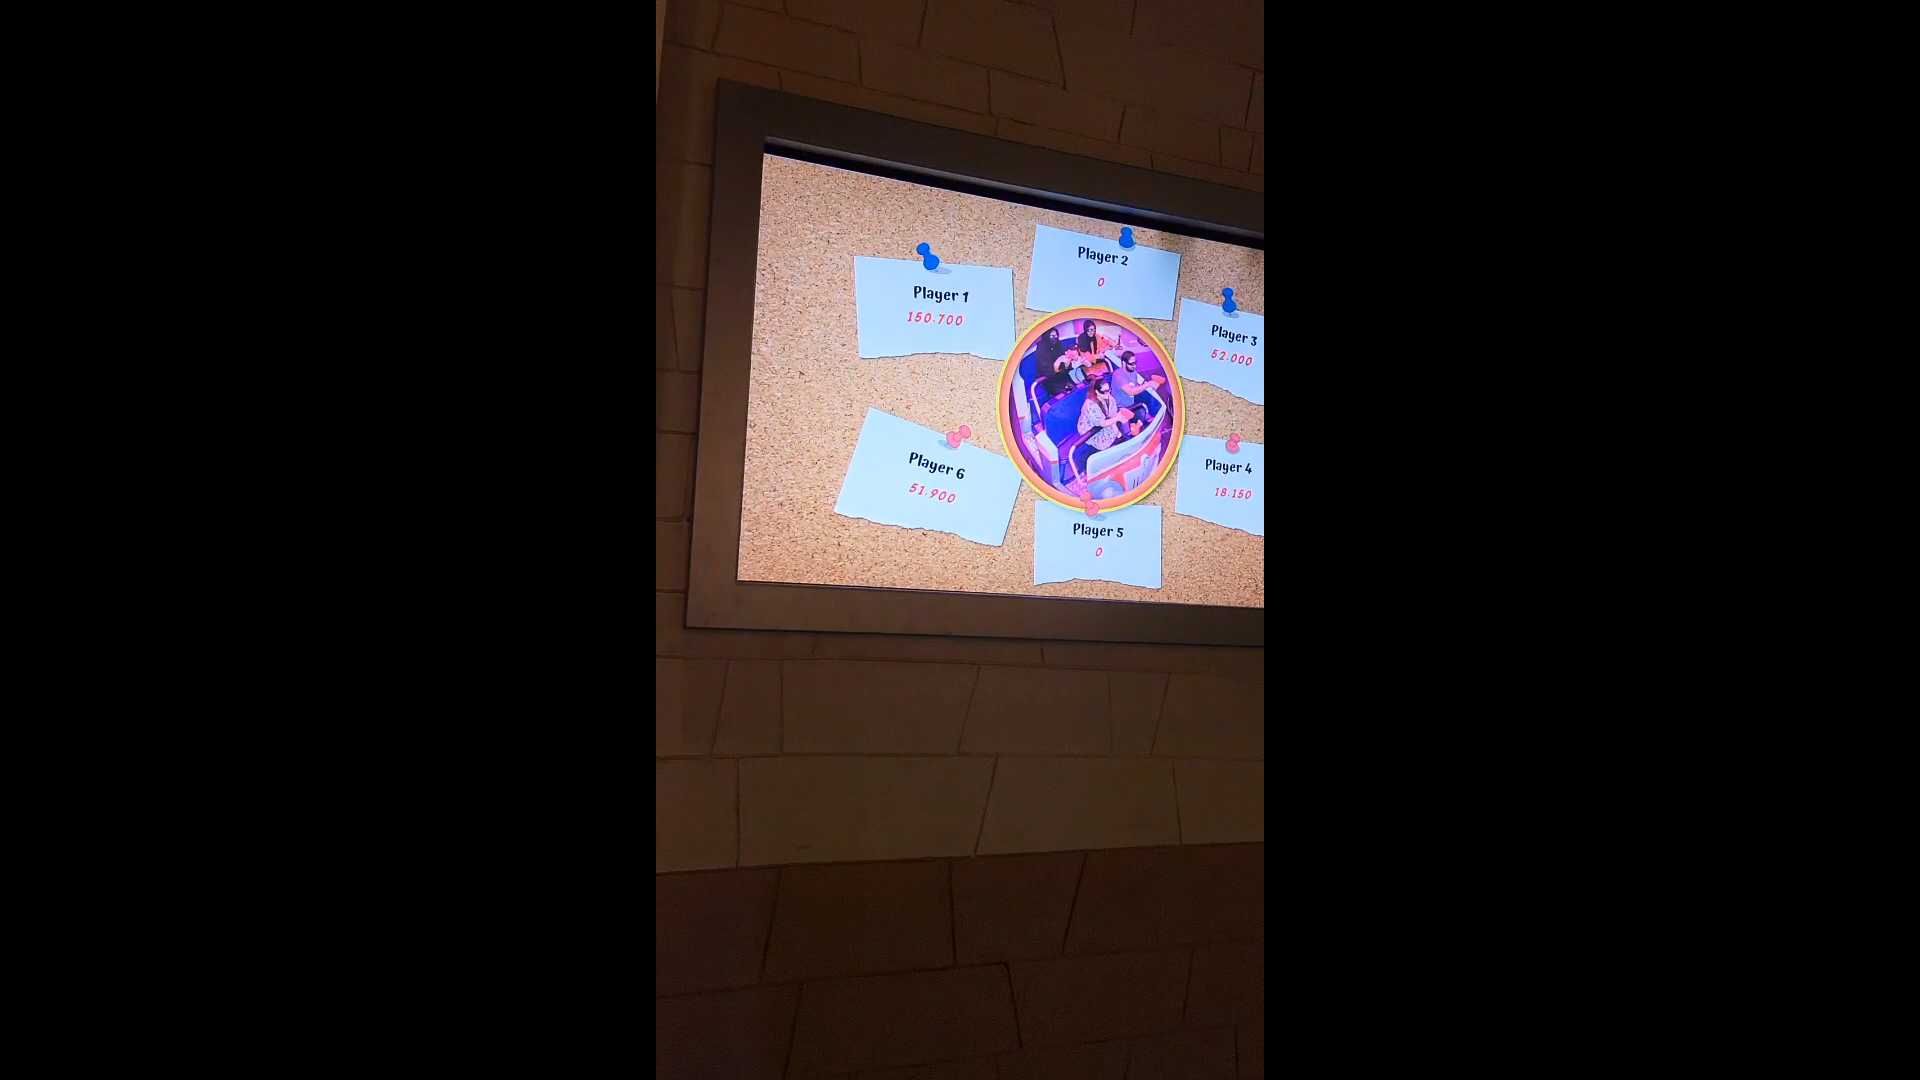 Player 1
150.700
Player 2
0
Player 3
52.000
Player 6
51.900
Player 5
0
Player 4
18.150